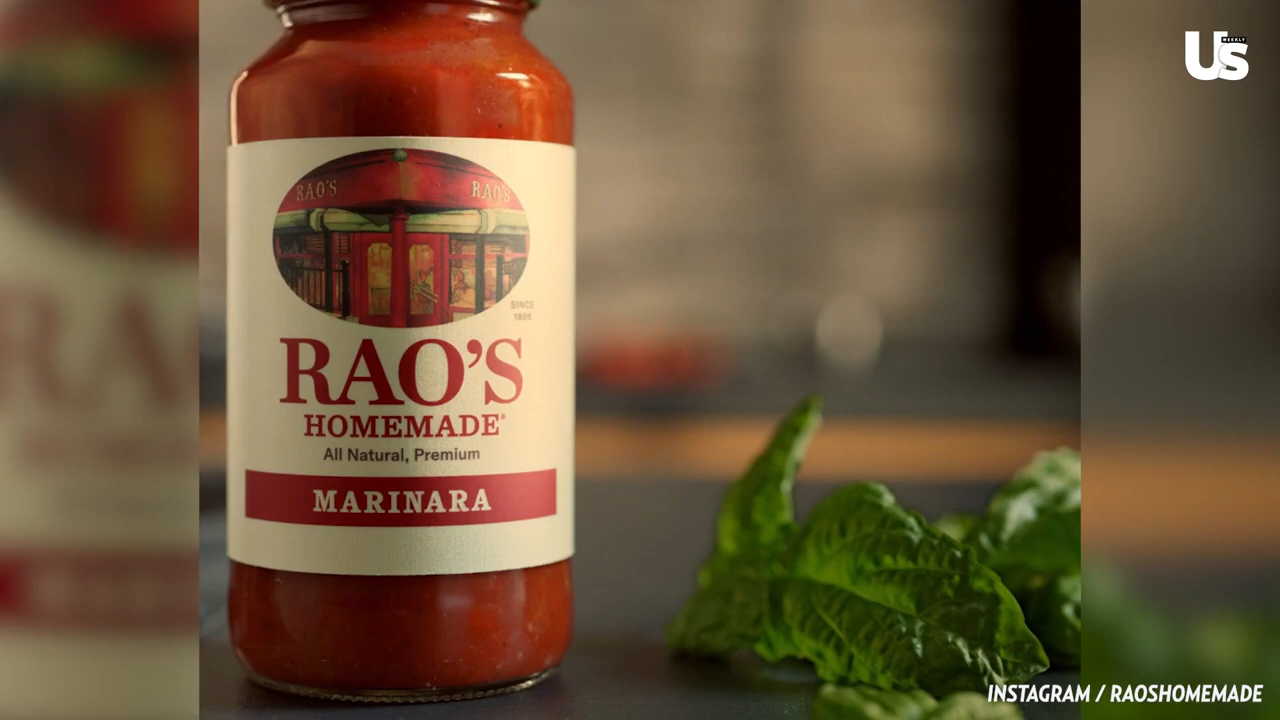 Us
WEEKLY
RAO'S RAO'S
SINCE
1896
RAO'S
HOMEMADE®
All Natural, Premium
MARINARA
INSTAGRAM / RAOSHOMEMADE